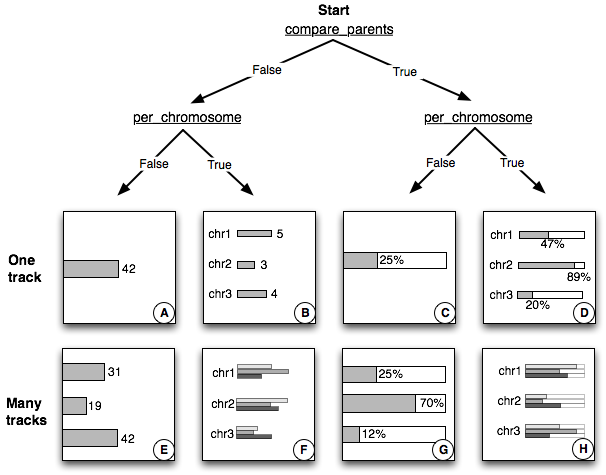 Start
compare_parents
False
True
per_chromosome
per_chromosome
False
True
False
True
One
track
42
A
chr1
5
chr2
3
chr3
4
B
25%
C
chr1
47%
chr2
89%
chr3
20%
D
Many
tracks
31
19
42
E
chr1
chr2
chr3
F
25%
70%
12%
G
chr1
chr2
chr3
H